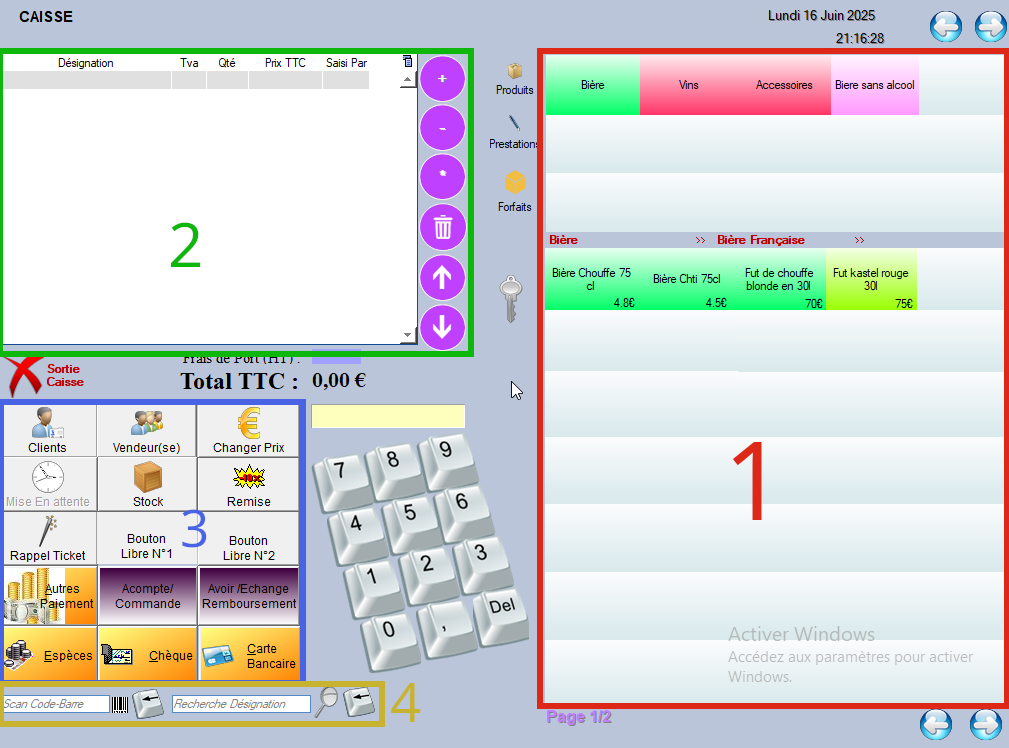 CAISSE
Lundi 16 Juin 2025
21:16:28
Désignation Tva Qté Prix TTC Saisi Par
+
-
*
2
Produits
Prestations
Forfaits
Bière Vins Accessoires Biere sans alcool
Bière >> Bière Française >>
Bière Chouffe 75 cl
4.8€
Bière Chti 75cl
4.5€
Fut de chouffe blonde en 30l
70€
Fut kastel rouge 30l
75€
1
Sortie
Caisse
Frais de Port (HT) :
Total TTC : 0,00 €
Clients Vendeur(se) Changer Prix
Mise En attente Stock Remise
-10%
Rappel Ticket
Bouton
Libre N°1
Bouton
Libre N°2
3
Autres
Paiement
Acompte/
Commande
Avoir /Echange
Remboursement
Espèces Chèque
Carte
Bancaire
7 8 9
4 5 6
1 2 3
0 , Del
Scan Code-Barre Recherche Désignation
4
Activer Windows
Accédez aux paramètres pour activer
Windows.
Page 1/2